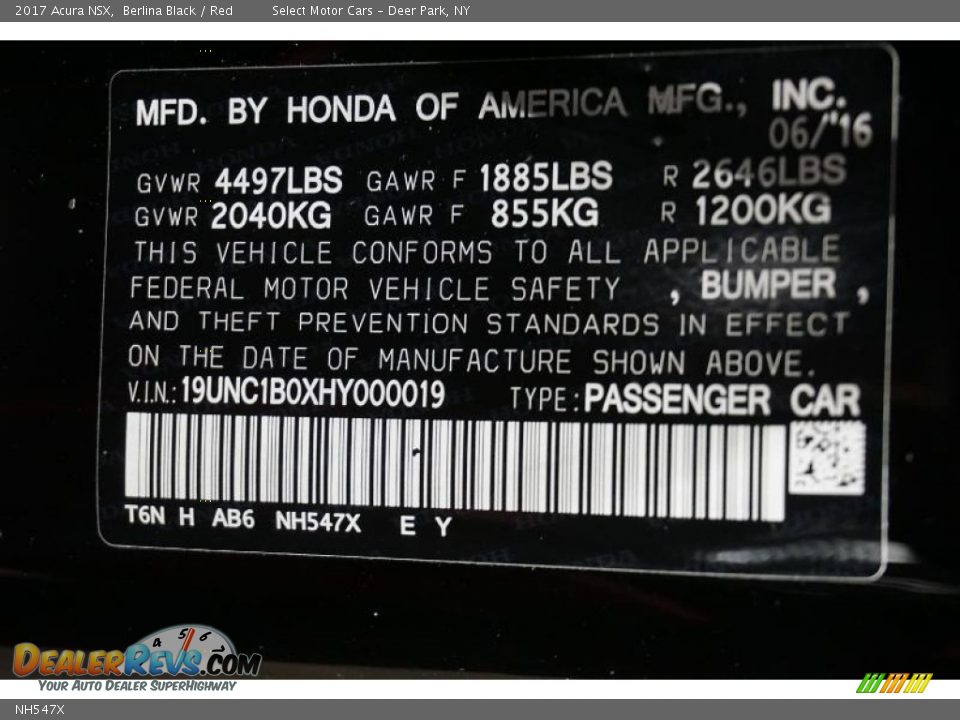 2017 Acura NSX, Berlina Black / Red Select Motor Cars - Deer Park, NY
MFD. BY HONDA OF AMERICA MFG., INC.
06/'16
GVWR 4497LBS GAWR F 1885LBS R 2646LBS
GVWR 2040KG GAWR F 855KG R 1200KG
THIS VEHICLE CONFORMS TO ALL APPLICABLE
FEDERAL MOTOR VEHICLE SAFETY , BUMPER ,
AND THEFT PREVENTION STANDARDS IN EFFECT
ON THE DATE OF MANUFACTURE SHOWN ABOVE.
V.I.N.: 19UNC1B0XHY000019 TYPE: PASSENGER CAR
T6N H AB6 NH547X E Y
4 5 6
DEALERREVS.COM
YOUR AUTO DEALER SUPERHIGHWAY
NH547X